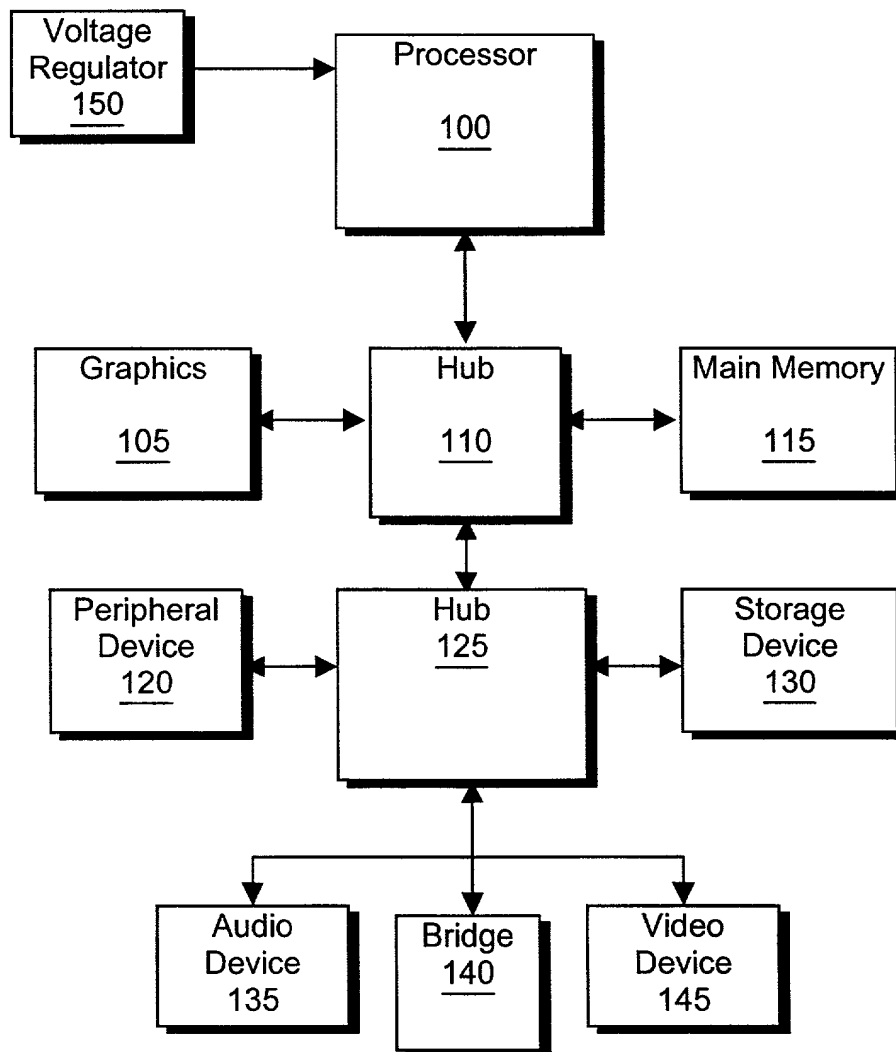 Voltage
Regulator
150
Processor
100
Graphics
105
Hub
110
Main Memory
115
Peripheral
Device
120
Hub
125
Storage
Device
130
Audio
Device
135
Bridge
140
Video
Device
145